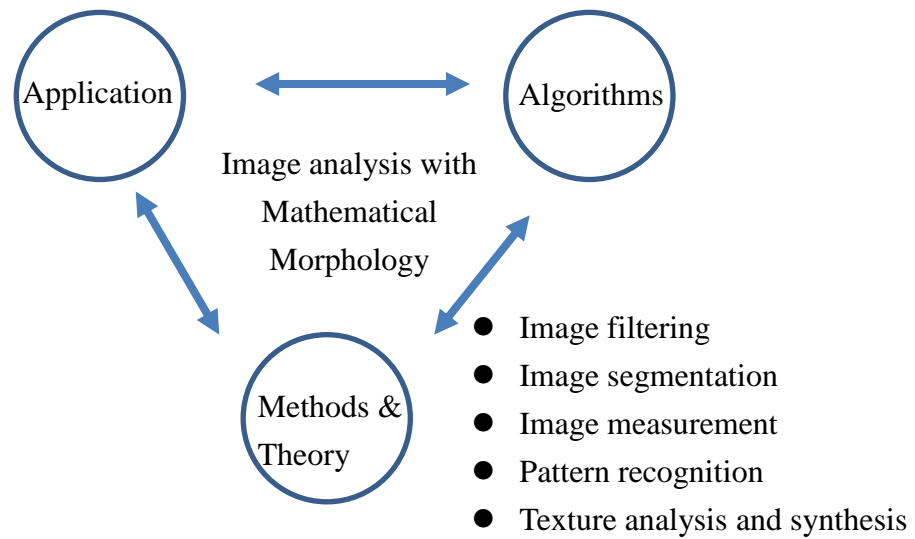 Application
Algorithms
Image analysis with
Mathematical
Morphology
Methods &
Theory
● Image filtering
● Image segmentation
● Image measurement
● Pattern recognition
● Texture analysis and synthesis